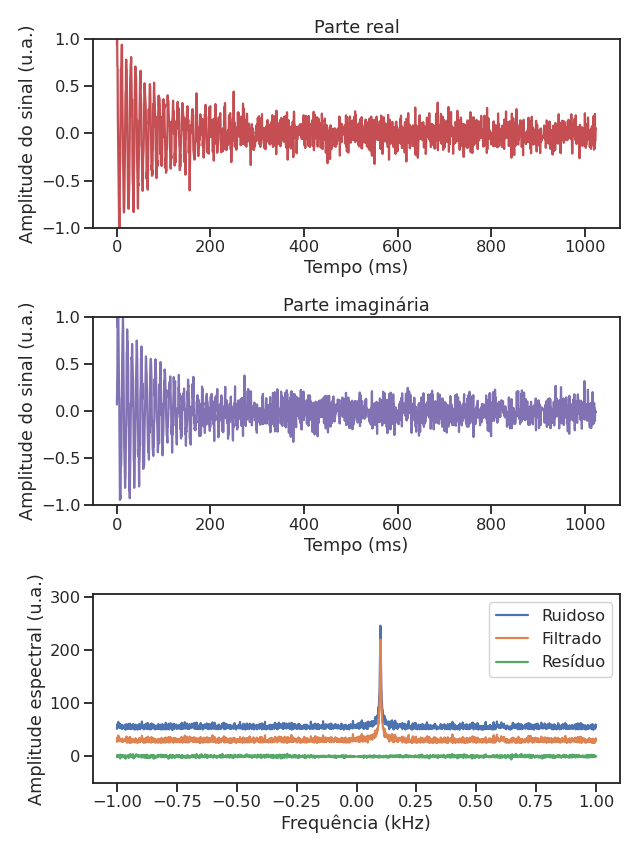 Parte real
Amplitude do sinal (u.a.)
1.0
0.5
0.0
−0.5
−1.0
0 200 400 600 800 1000
Tempo (ms)
Parte imaginária
Amplitude do sinal (u.a.)
1.0
0.5
0.0
−0.5
−1.0
0 200 400 600 800 1000
Tempo (ms)
Amplitude espectral (u.a.)
300
200
100
0
Ruidoso
Filtrado
Resíduo
−1.00 −0.75 −0.50 −0.25 0.00 0.25 0.50 0.75 1.00
Frequência (kHz)